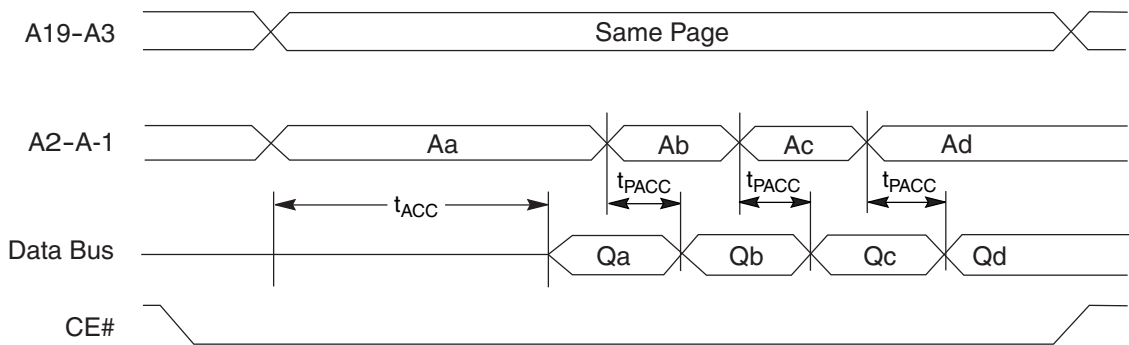 A19-A3
Same Page
A2-A-1
Aa
Ab
Ac
Ad
tACC
tPACC
tPACC
tPACC
Data Bus
Qa
Qb
Qc
Qd
CE#